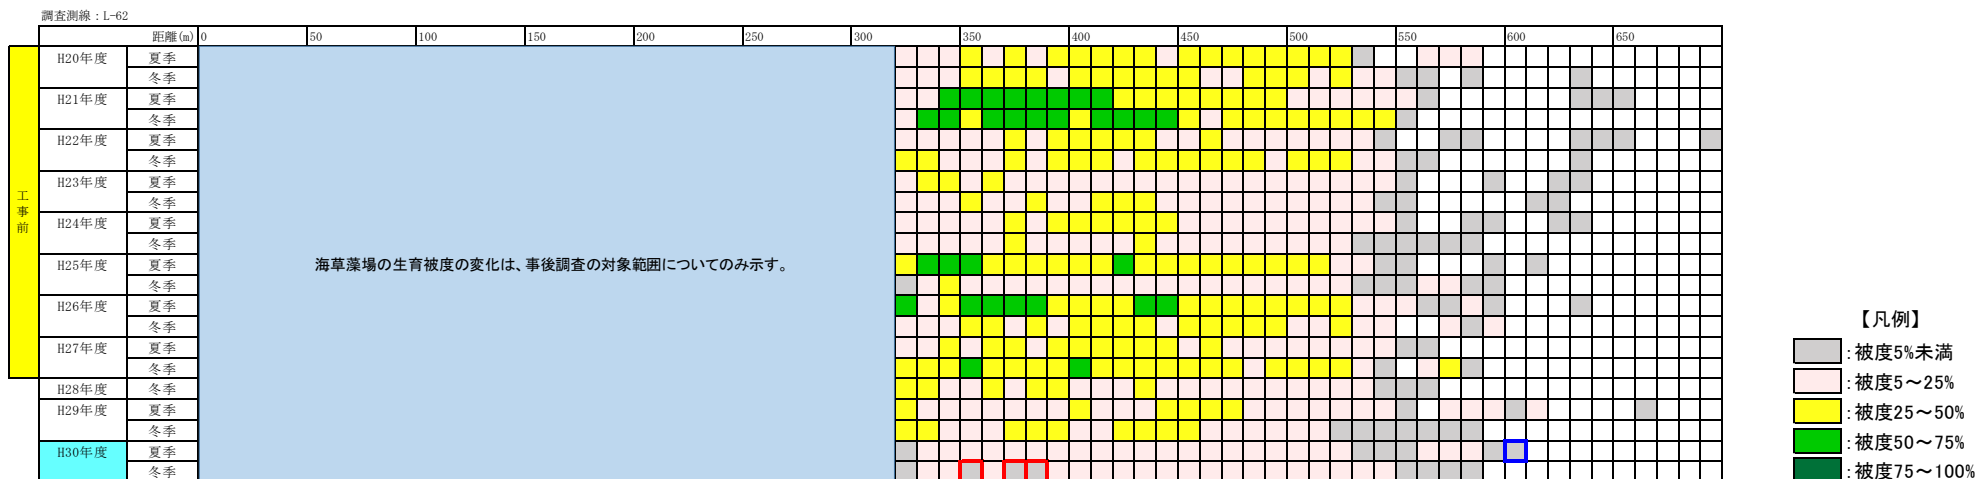 調査測線：L-62
距離(m) 0 50 100 150 200 250 300 350 400 450 500 550 600 650
工事前
H20年度 夏季
冬季
H21年度 夏季
冬季
H22年度 夏季
冬季
H23年度 夏季
冬季
H24年度 夏季
冬季
H25年度 夏季
冬季
H26年度 夏季
冬季
H27年度 夏季
冬季
H28年度 冬季
H29年度 夏季
冬季
H30年度 夏季
冬季
海草藻場の生育被度の変化は、事後調査の対象範囲についてのみ示す。
【凡例】
：被度5%未満
：被度5～25%
：被度25～50%
：被度50～75%
：被度75～100%